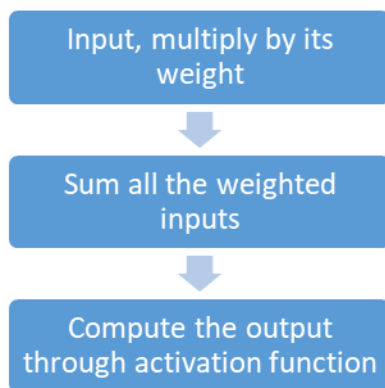 Input, multiply by its
weight
Sum all the weighted
inputs
Compute the output
through activation function